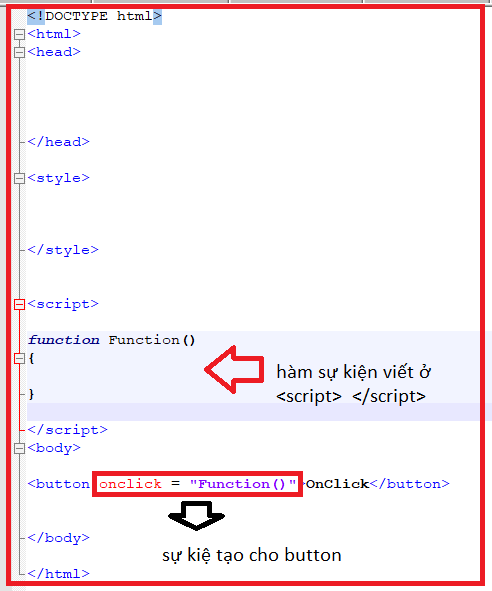 <!DOCTYPE html>
<html>
<head>
</head>
<style>
</style>
<script>
function Function()
{
hàm sự kiện viết ở
<script> </script>
}
</script>
<body>
<button onclick = "Function()">OnClick</button>
sự kiệ tạo cho button
</body>
</html>